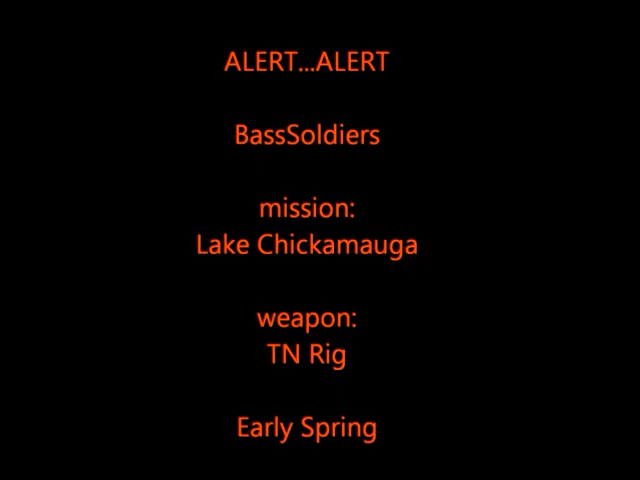 ALERT...ALERT
BassSoldiers
mission:
Lake Chickamauga
weapon:
TN Rig
Early Spring